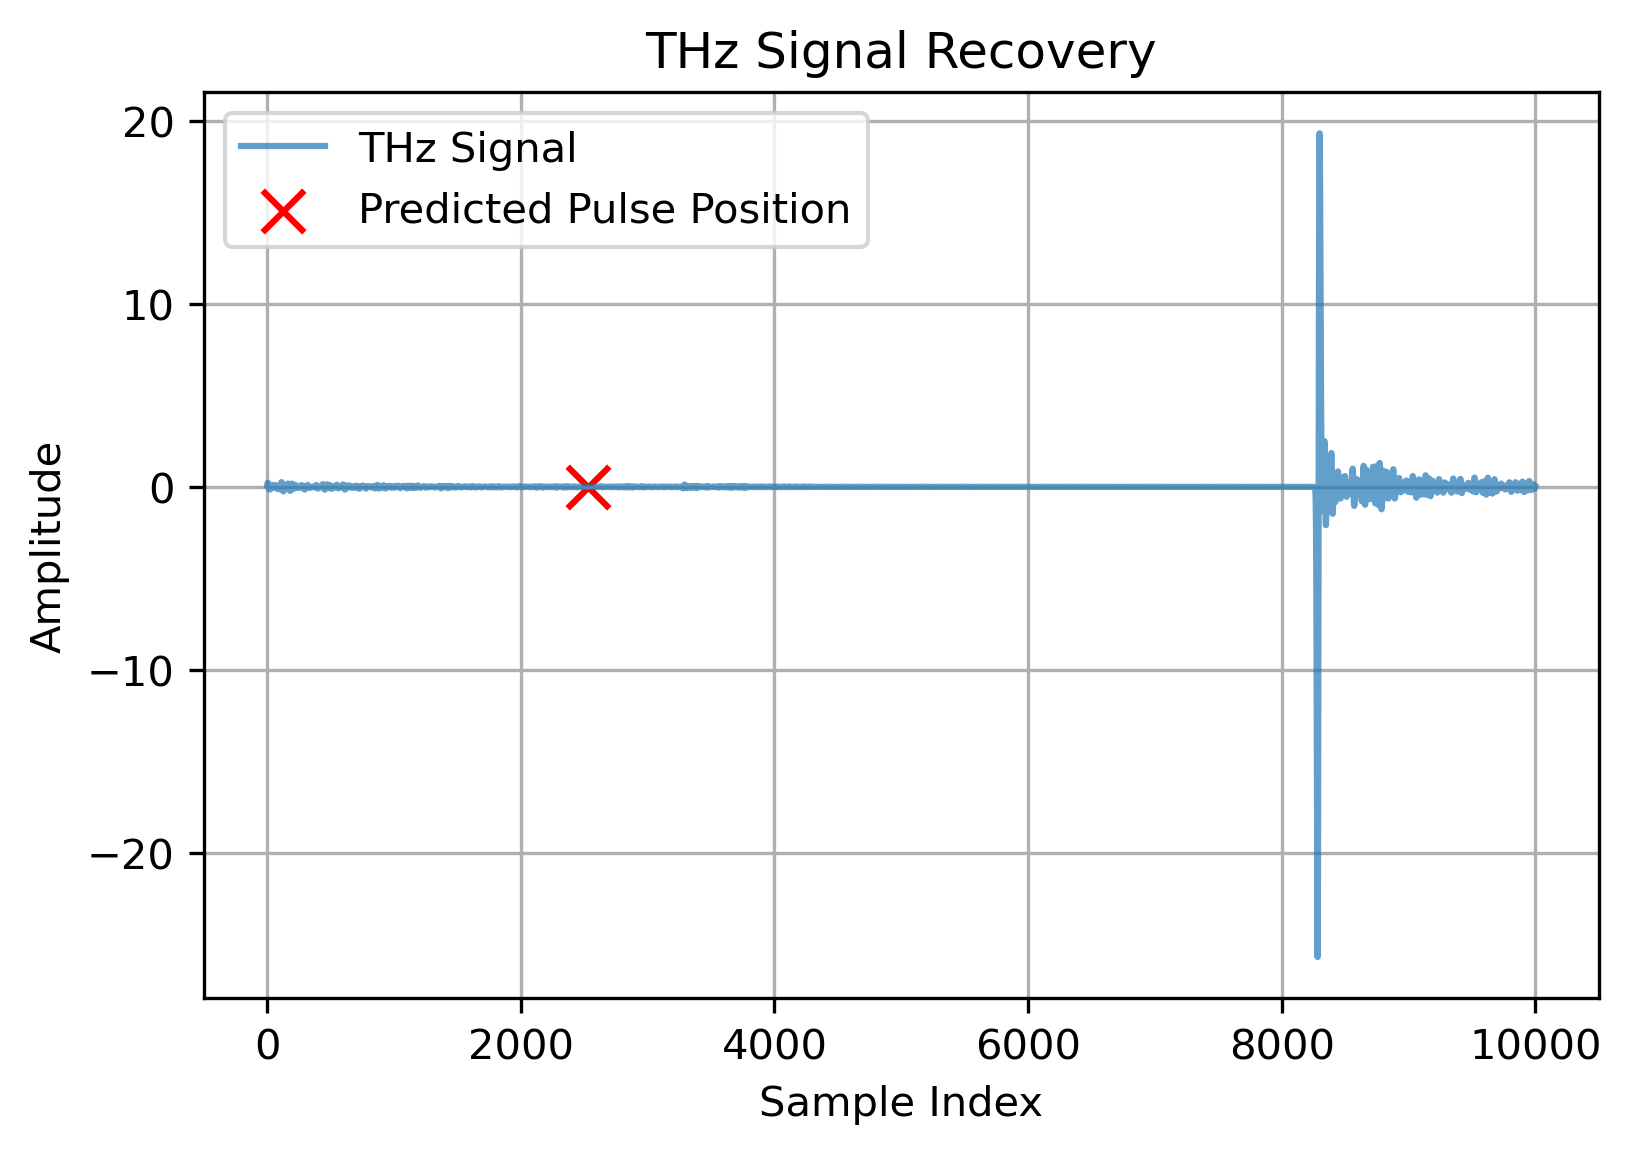 THz Signal Recovery
THz Signal
Predicted Pulse Position
20
10
0
−10
−20
Amplitude
0 2000 4000 6000 8000 10000
Sample Index